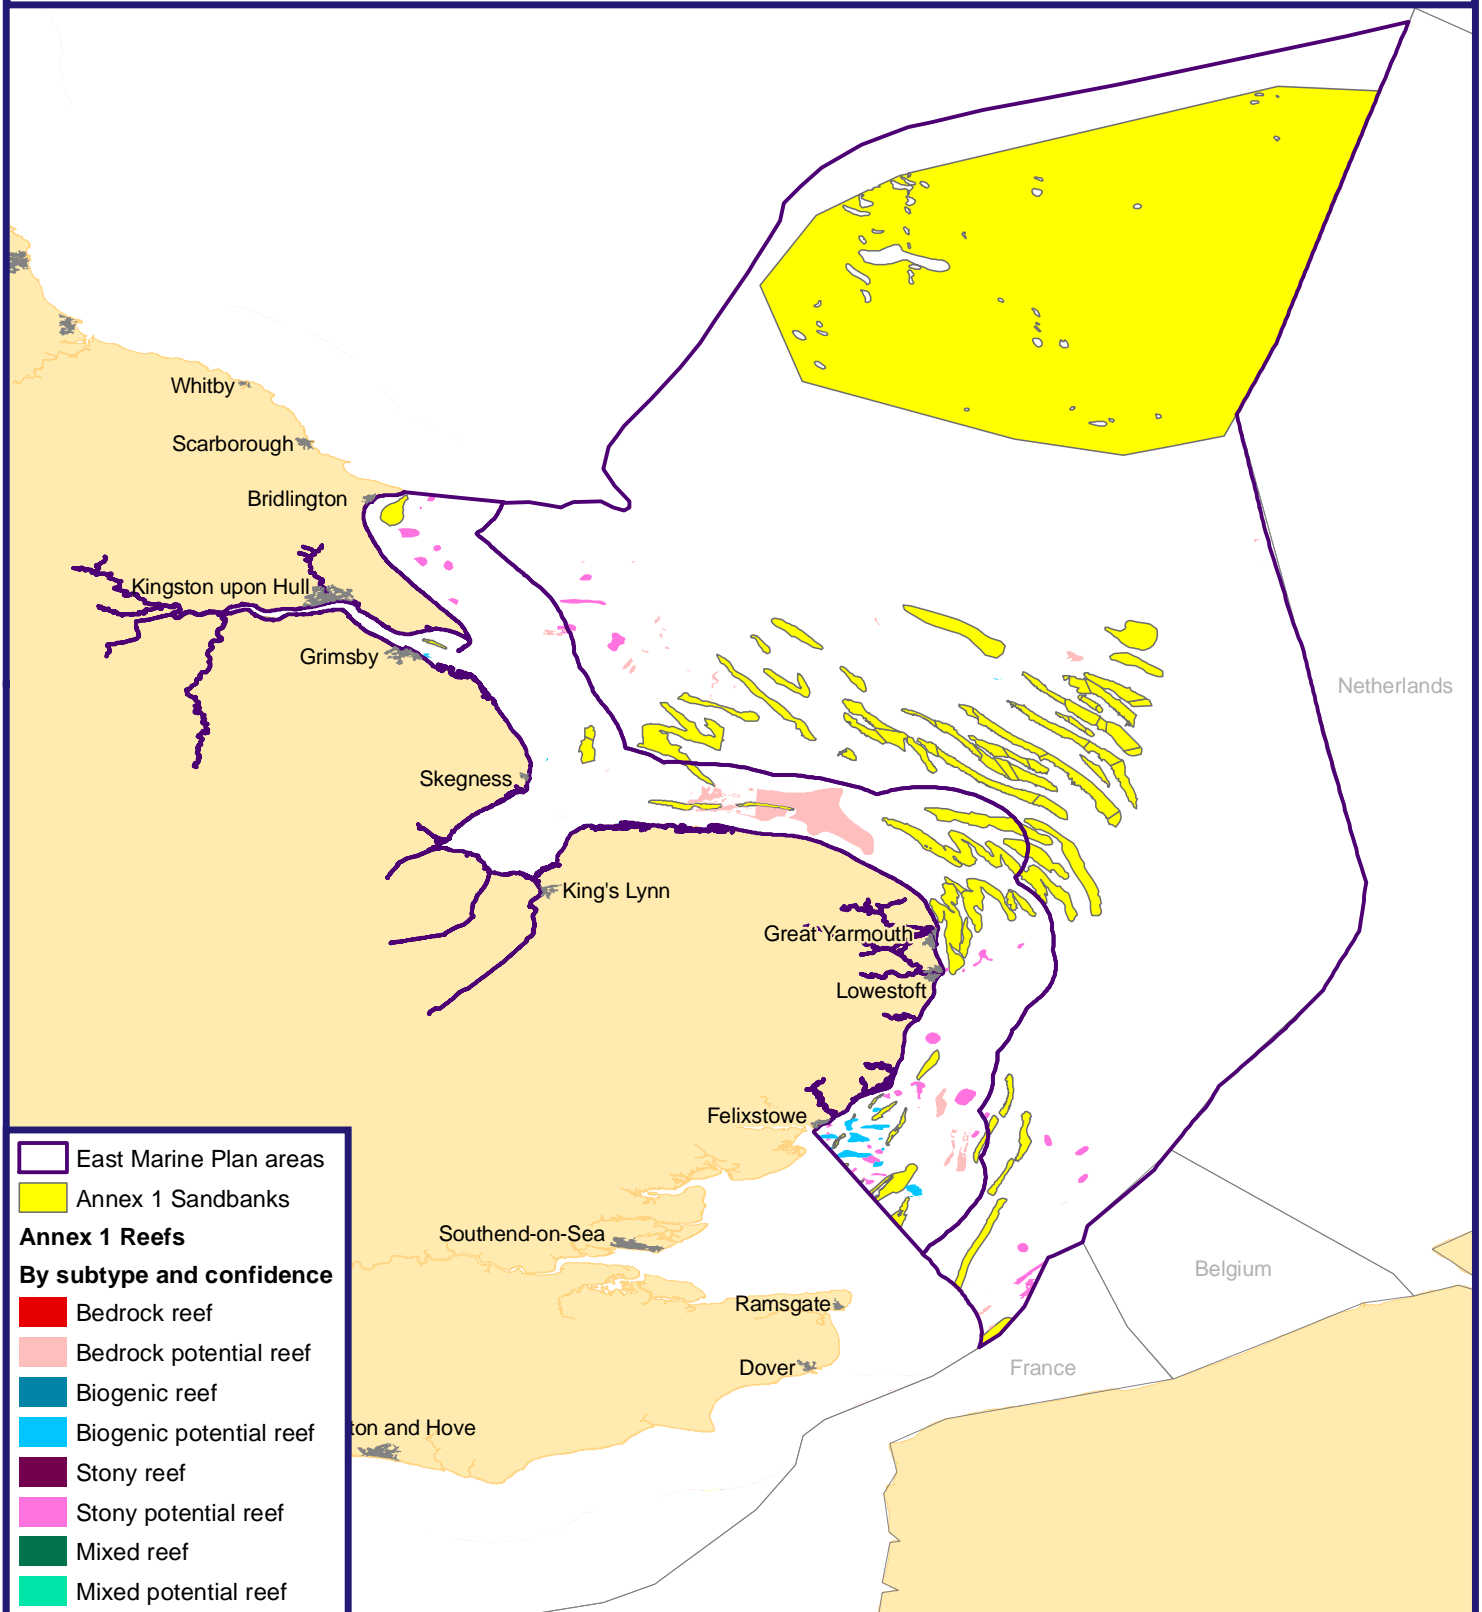 Whitby
Scarborough
Bridlington
Kingston upon Hull
Grimsby
Netherlands
Skegness
King's Lynn
Great Yarmouth
Lowestoft
Felixstowe
Southend-on-Sea
Belgium
Ramsgate
Dover
France
ton and Hove
East Marine Plan areas
Annex 1 Sandbanks
Annex 1 Reefs
By subtype and confidence
Bedrock reef
Bedrock potential reef
Biogenic reef
Biogenic potential reef
Stony reef
Stony potential reef
Mixed reef
Mixed potential reef